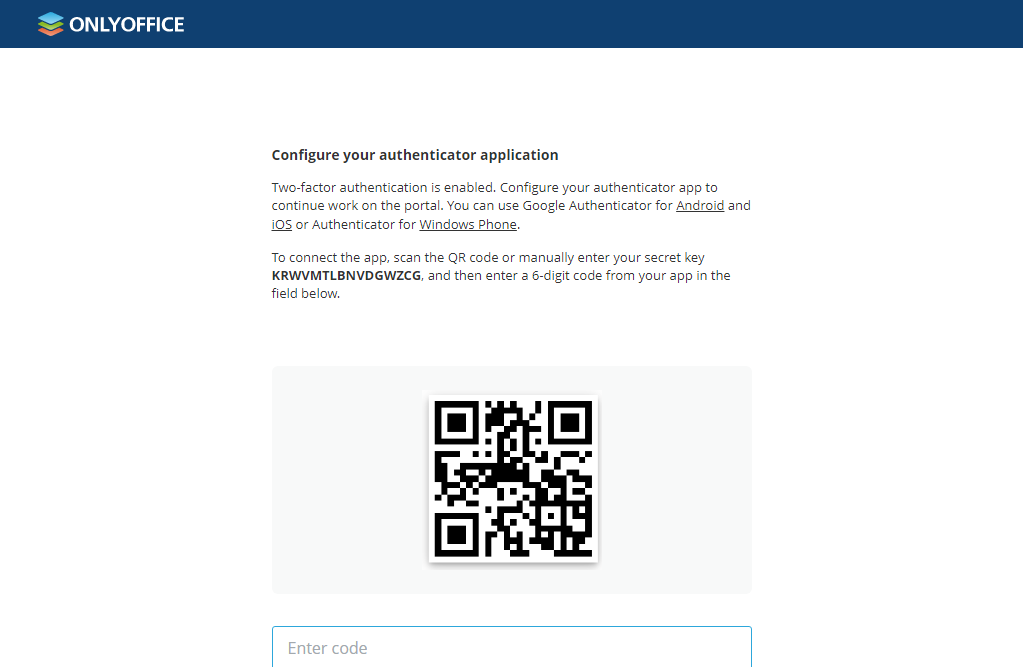 ONLYOFFICE
Configure your authenticator application
Two-factor authentication is enabled. Configure your authenticator app to
continue work on the portal. You can use Google Authenticator for Android and
iOS or Authenticator for Windows Phone.
To connect the app, scan the QR code or manually enter your secret key
KRWVMTLBNVDGWZCG, and then enter a 6-digit code from your app in the
field below.
Enter code